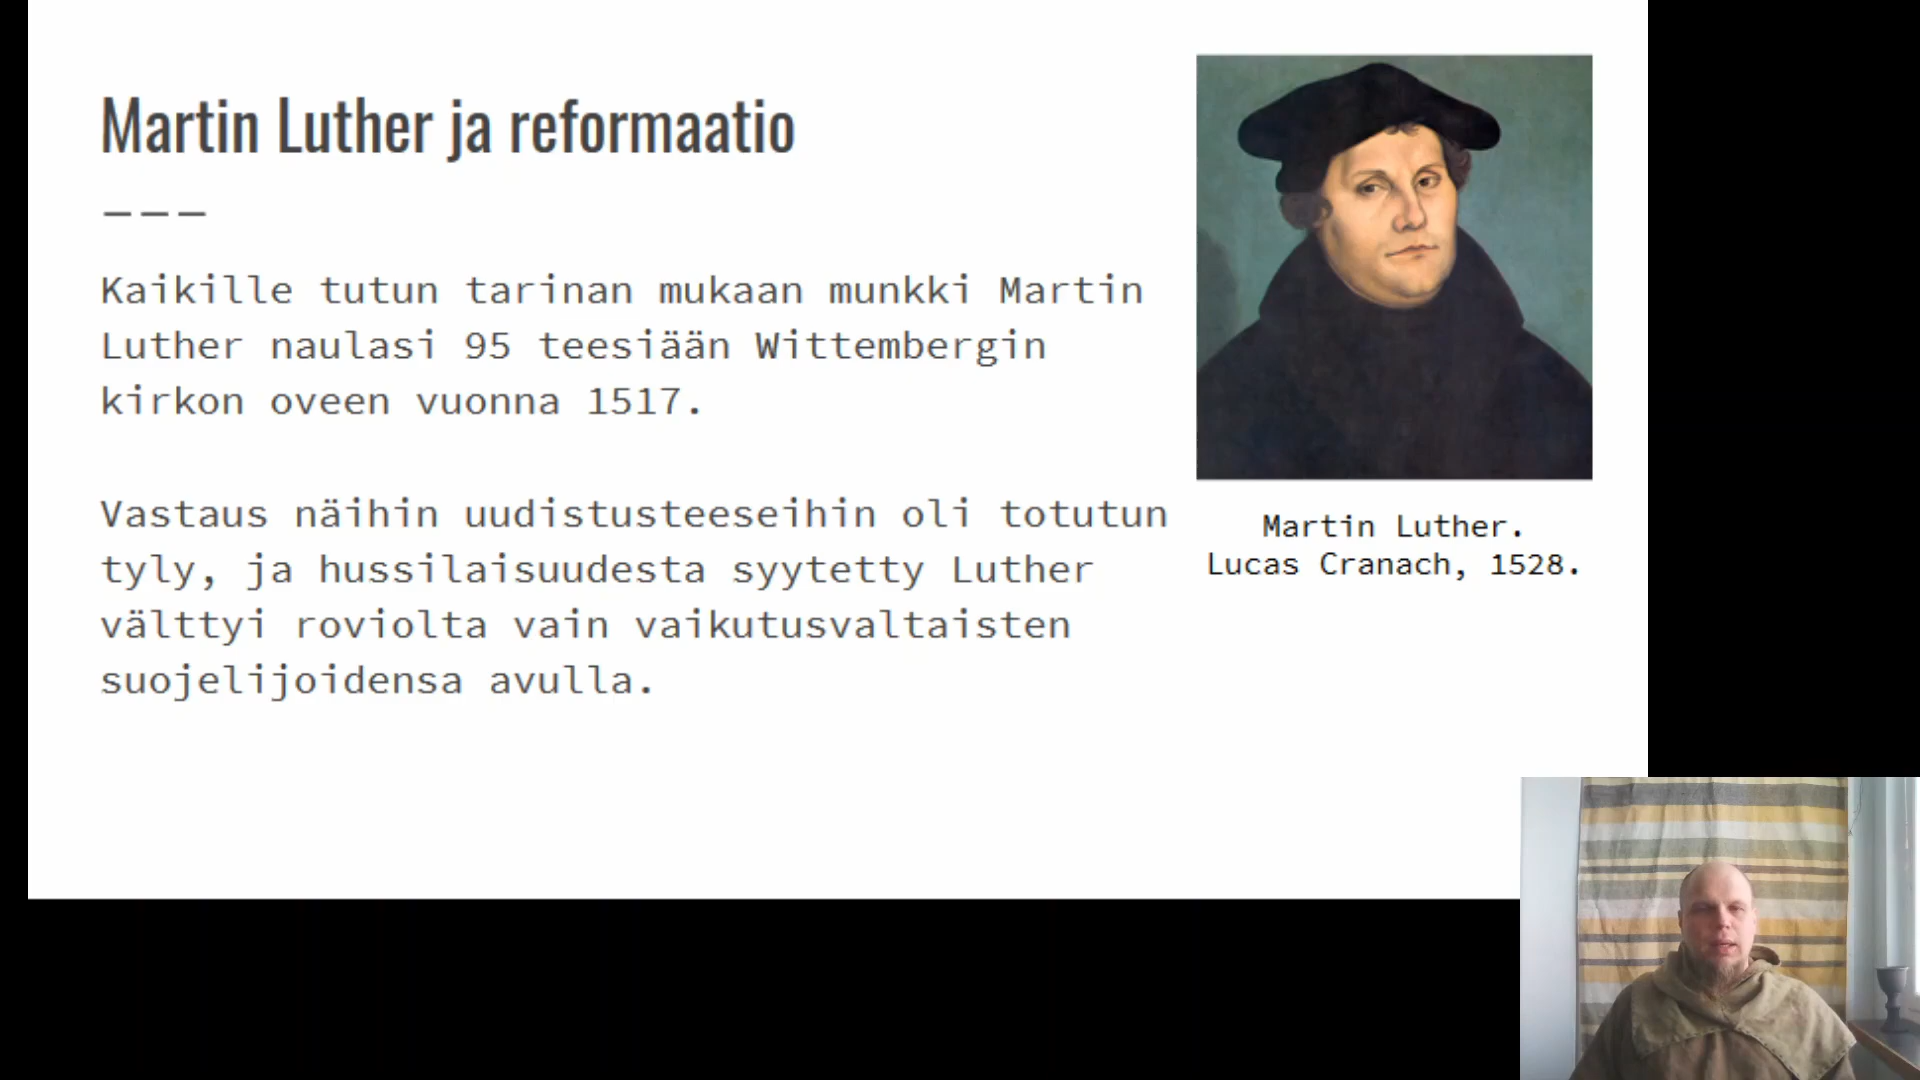 Martin Luther ja reformaatio
———
Kaikille tutun tarinan mukaan munkki Martin
Luther naulasi 95 teesiään Wittembergin
kirkon oveen vuonna 1517.
Vastaus näihin uudistusteeseihin oli totutun
tyly, ja hussilaisuudesta syytetty Luther
välttyi roviolta vain vaikutusvaltaisten
suojelijoidensa avulla.
Martin Luther.
Lucas Cranach, 1528.